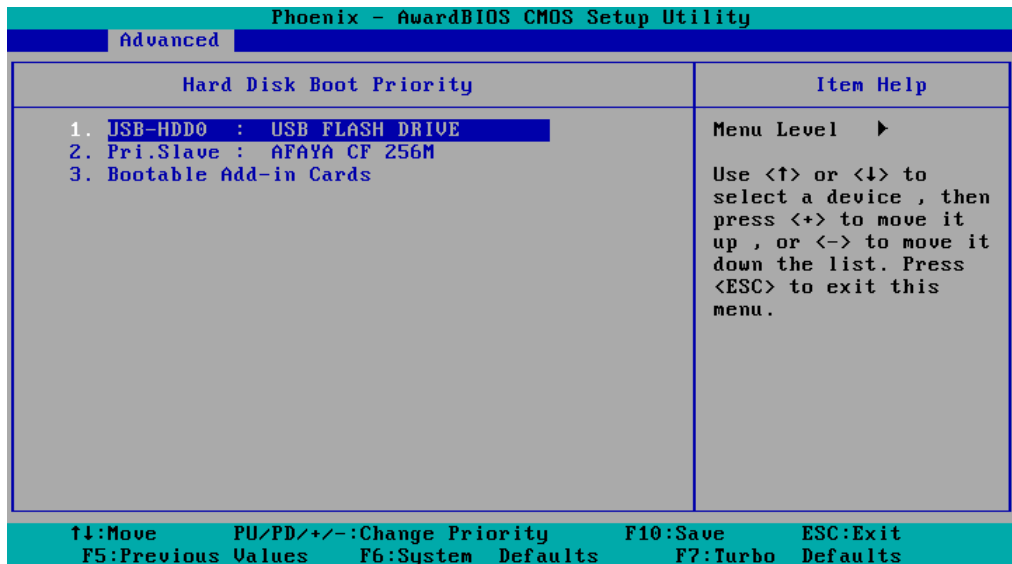 Phoenix - AwardBIOS CMOS Setup Utility
Advanced
Hard Disk Boot Priority
1. USB-HDD0 : USB FLASH DRIVE
2. Pri.Slave : AFAYA CF 256M
3. Bootable Add-in Cards
Item Help
Menu Level ▶
Use <↑> or <↓> to
select a device , then
press <+> to move it
up , or <-> to move it
down the list. Press
<ESC> to exit this
menu.
↑↓:Move PU/PD/+/-:Change Priority F10:Save ESC:Exit
F5:Previous Values F6:System Defaults F7:Turbo Defaults